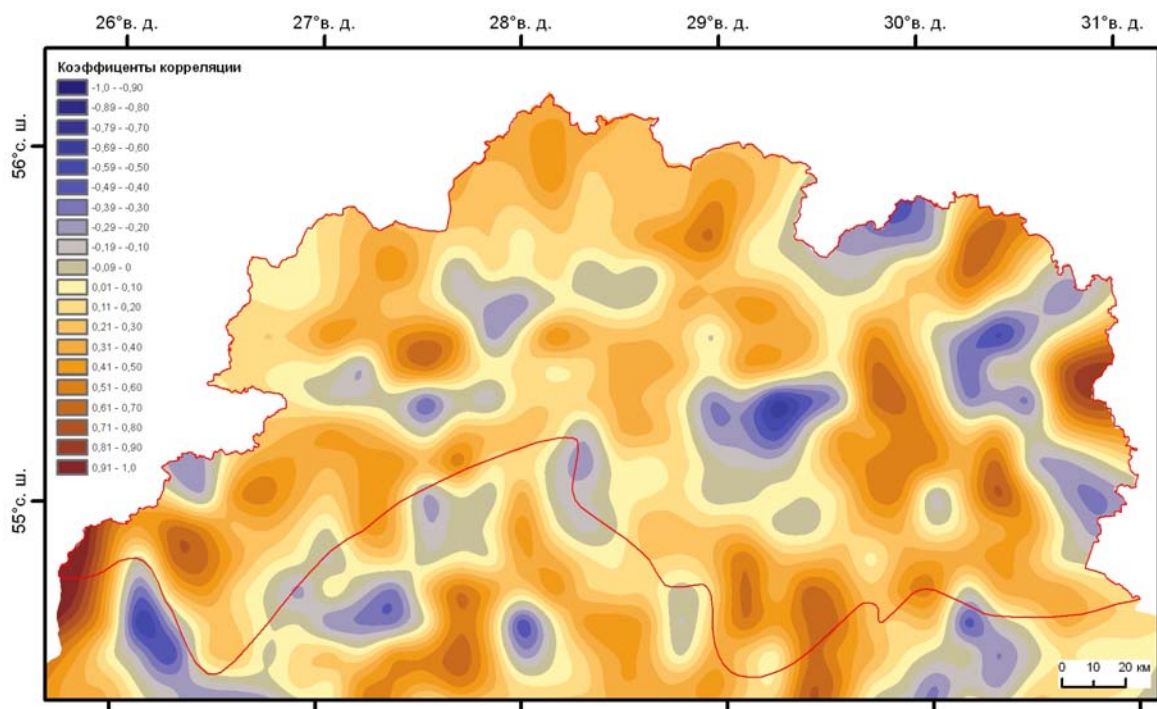 26°в. д. 27°в. д. 28°в. д. 29°в. д. 30°в. д. 31°в. д.
Коэффиценты корреляции
-1,0 - -0,90
-0,89 - -0,80
-0,79 - -0,70
-0,69 - -0,60
-0,59 - -0,50
-0,49 - -0,40
-0,39 - -0,30
-0,29 - -0,20
-0,19 - -0,10
-0,09 - 0
0,01 - 0,10
0,11 - 0,20
0,21 - 0,30
0,31 - 0,40
0,41 - 0,50
0,51 - 0,60
0,61 - 0,70
0,71 - 0,80
0,81 - 0,90
0,91 - 1,0
56°с. ш.
55°с. ш.
0 10 20 км